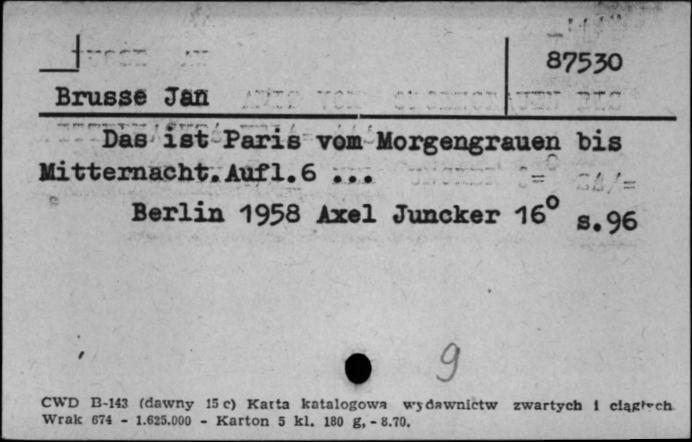 87530
Brusse Jan
Das ist Paris vom Morgengrauen bis
Mitternacht.Aufl.6 ...
Berlin 1958 Axel Juncker 16° s.96
9
CWD B-143 (dawny 15 c) Karta katalogowa wydawnictw zwartych i ciągłych
Wrak 674 - 1.625.000 - Karton 5 kl. 180 g, - 8.70.